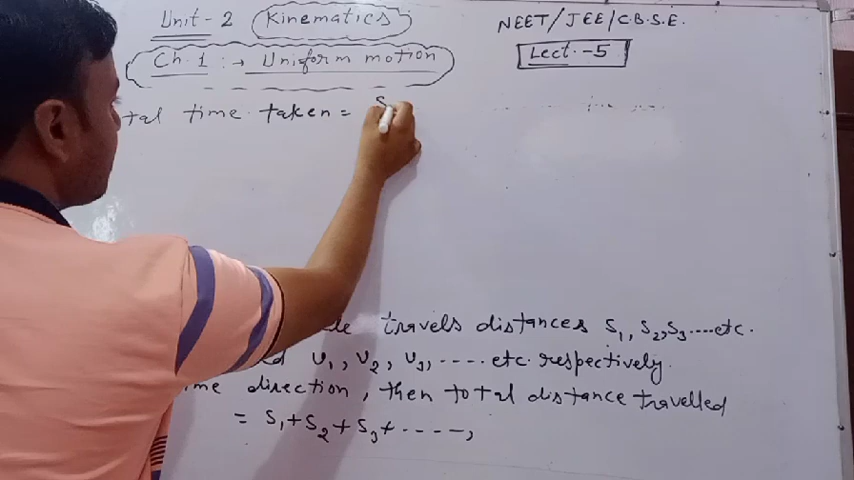 Unit - 2 Kinematics
NEET/JEE/C.B.S.E.
Lect. -5
Ch. 1 :→ Uniform motion
tal time taken = S
travels distances S₁, S₂, S₃....etc.
v₁, v₂, v₃, ..... etc. respectively.
me direction, then total distance travelled
= S₁+S₂+S₃+-----,